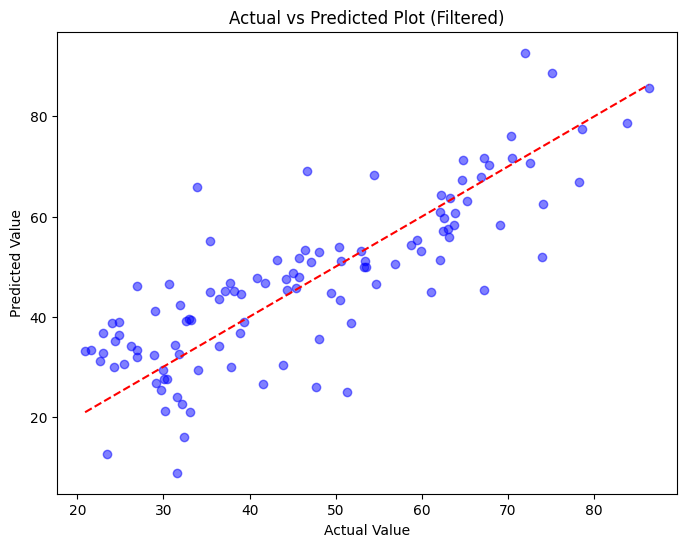 Actual vs Predicted Plot (Filtered)
Predicted Value
80
60
40
20
20 30 40 50 60 70 80
Actual Value